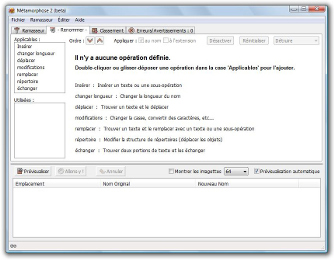 Métamorphose 2 (beta)
Fichier Ramasseur Éditer Aide
Ramasseur - Renommer - Classement Erreurs/Avertissements : 0
Applicables :
Insérer
changer longueur
déplacer
modifications
remplacer
répertoire
échanger
Utilisées :
Ordre : Appliquer : au nom à l'extension Désactiver Réinitialiser Détruire
Il n'y a aucune opération définie.
Double-cliquer ou glisser-déposer une opération dans la case 'Applicables' pour l'ajouter.
Insérer : Insérer un texte ou une sous-opération
changer longueur : Changer la longueur du nom
déplacer : Trouver un texte et le déplacer
modifications : Changer la casse, convertir des caractères, etc...
remplacer : Trouver un texte et le remplacer avec un texte ou une sous-opération
répertoire : Modifier la structure de répertoires (déplacer les objets)
échanger : Trouver deux portions de texte et les échanger
Prévisualiser Allez-y ! Annuler Montrer les imagettes 64 Prévisualisation automatique
Emplacement Nom Original Nouveau Nom